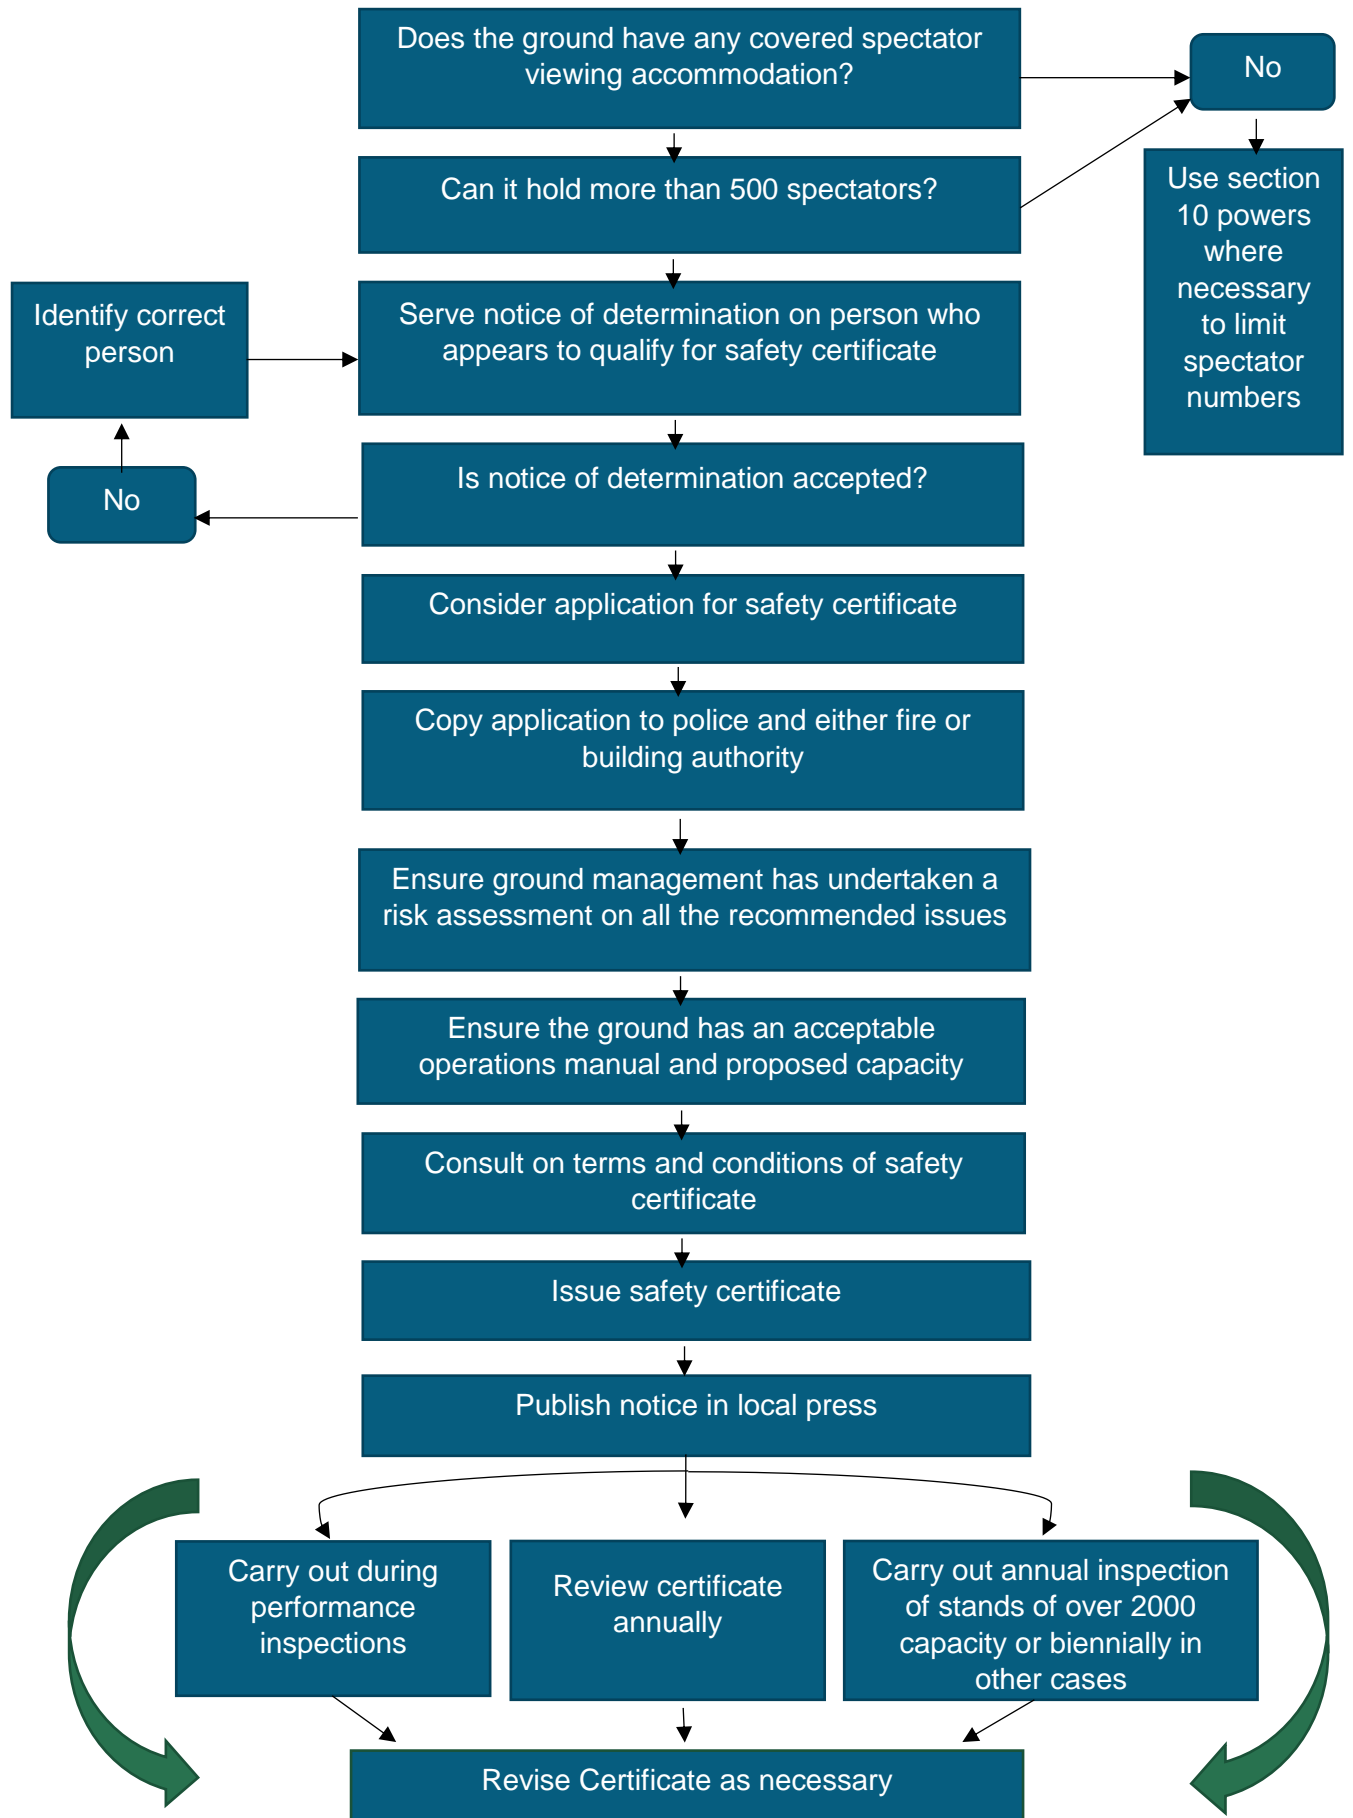 Does the ground have any covered spectator
viewing accommodation?
No
Can it hold more than 500 spectators?
Use section
10 powers
where
necessary
to limit
spectator
numbers
Identify correct
person
Serve notice of determination on person who
appears to qualify for safety certificate
Is notice of determination accepted?
No
Consider application for safety certificate
Copy application to police and either fire or
building authority
Ensure ground management has undertaken a
risk assessment on all the recommended issues
Ensure the ground has an acceptable
operations manual and proposed capacity
Consult on terms and conditions of safety
certificate
Issue safety certificate
Publish notice in local press
Carry out during
performance
inspections
Review certificate
annually
Carry out annual inspection
of stands of over 2000
capacity or biennially in
other cases
Revise Certificate as necessary